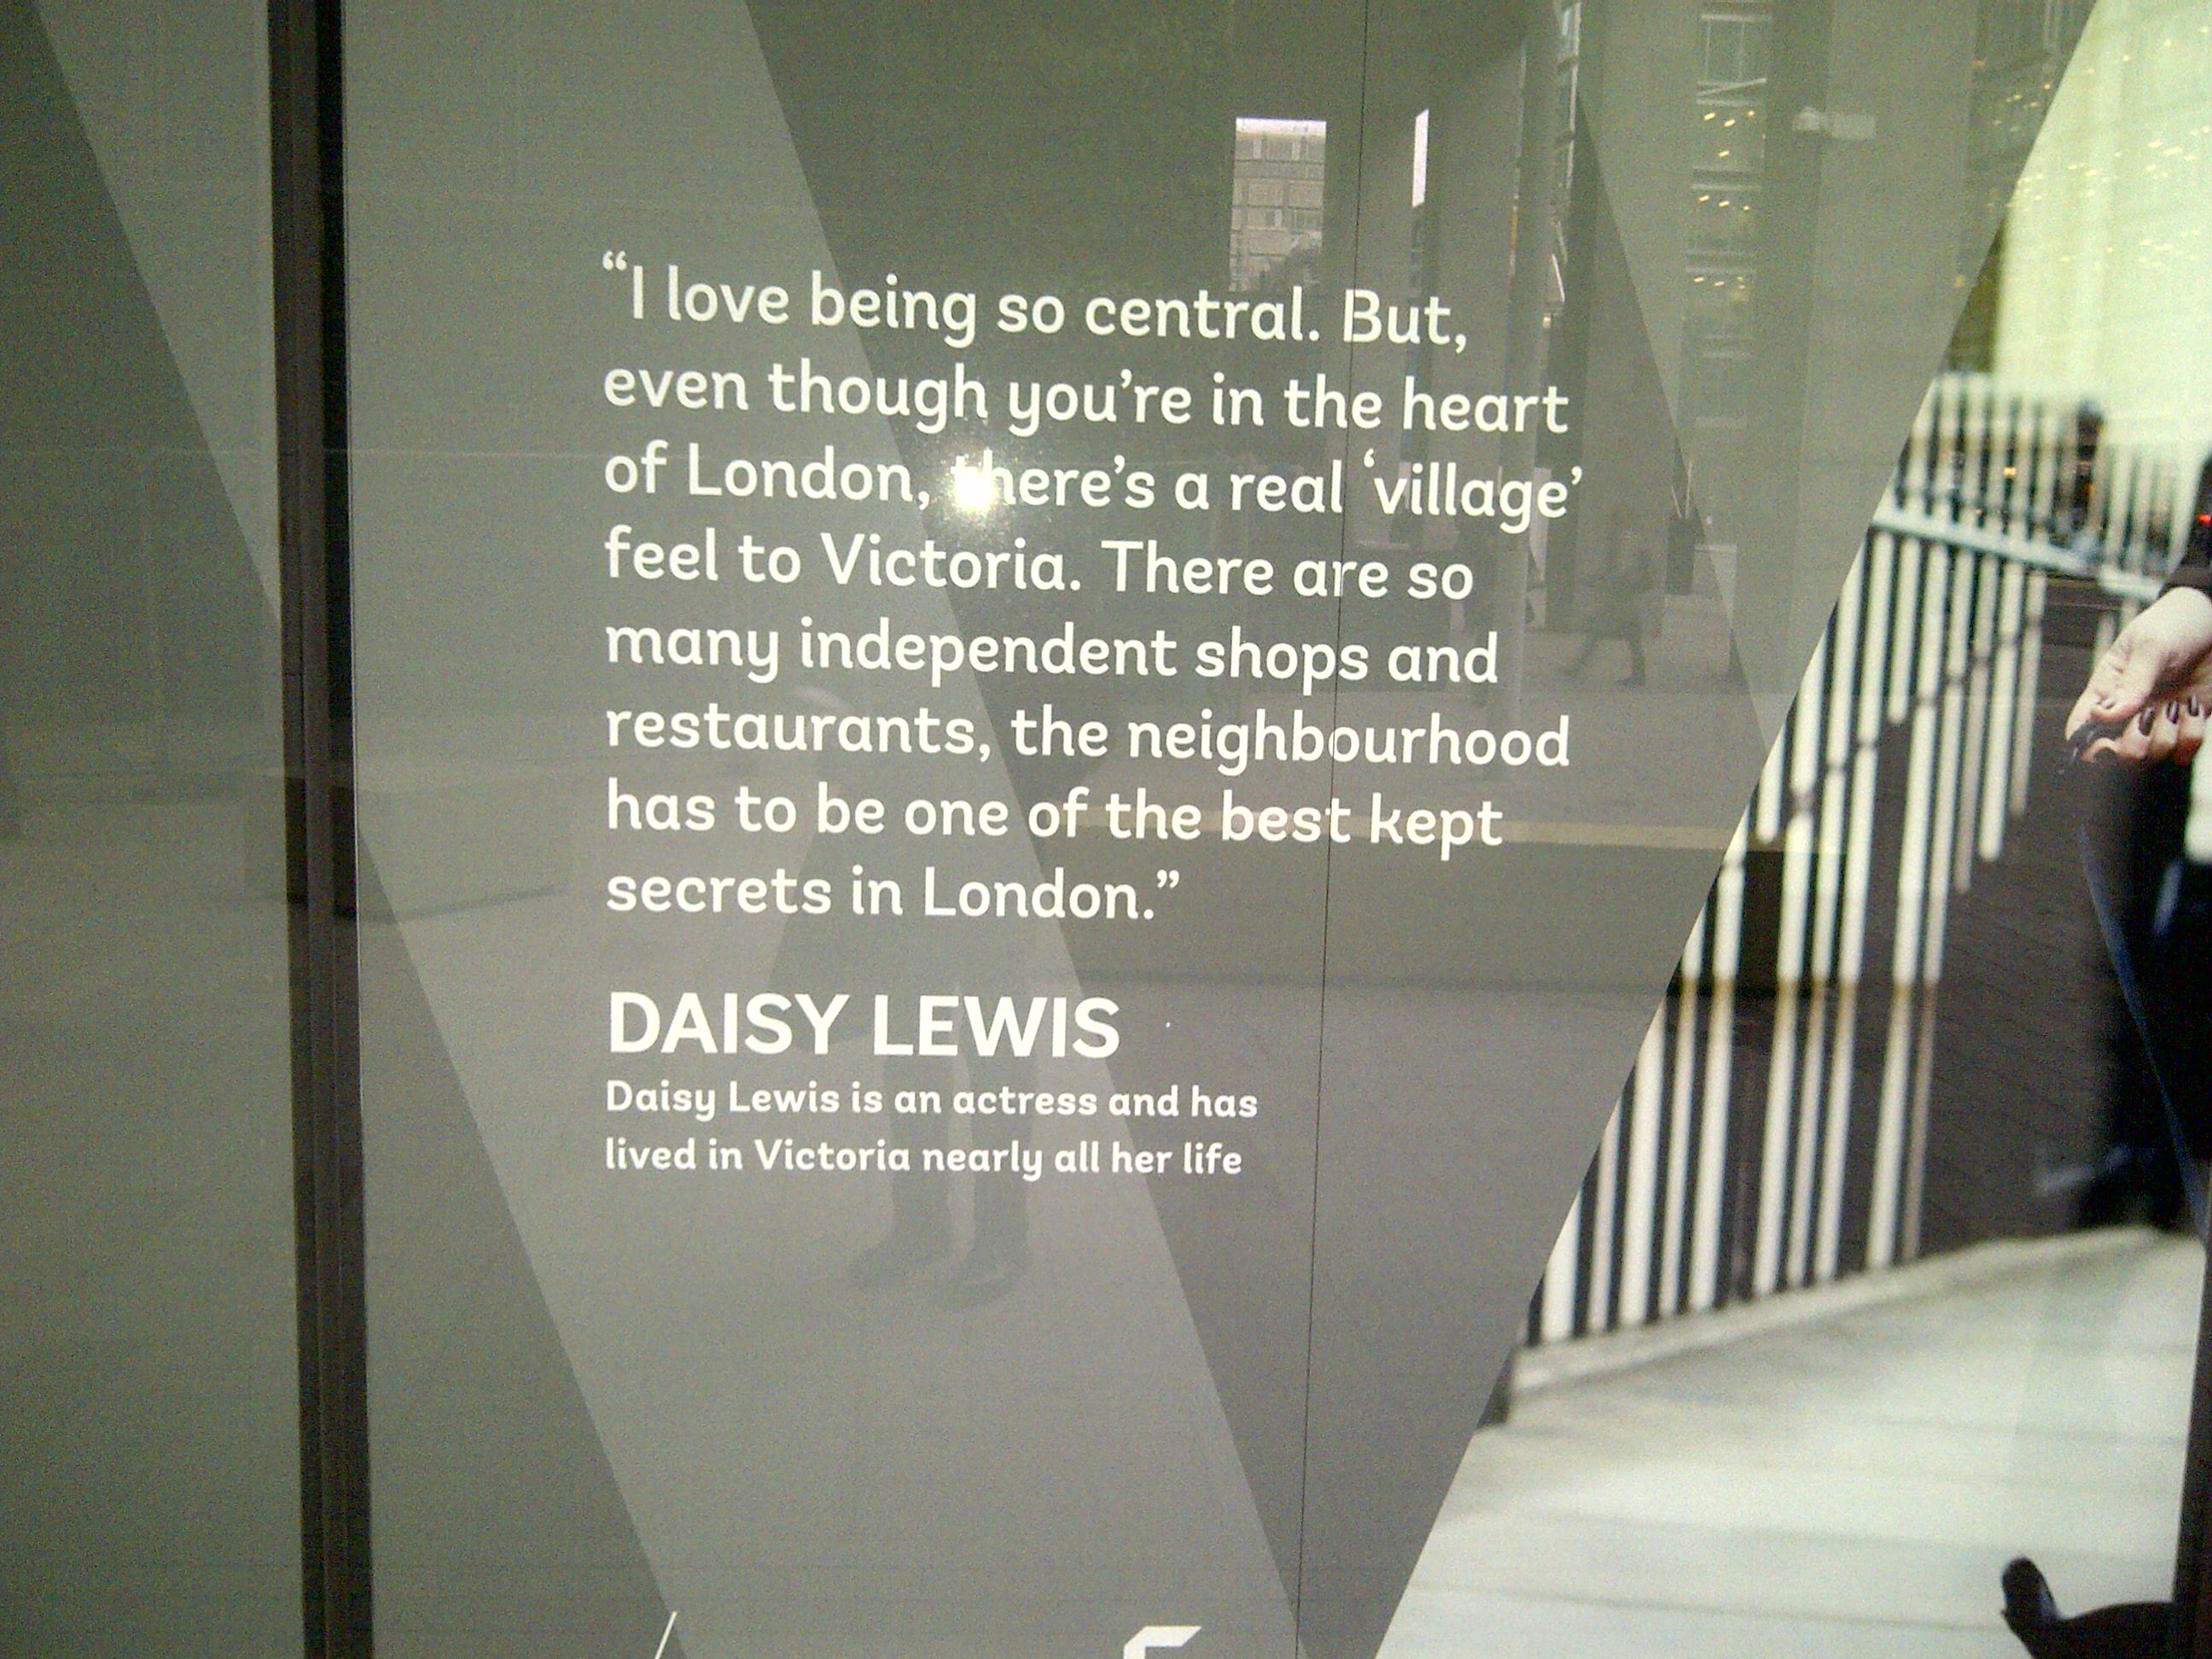 “I love being so central. But,
even though you’re in the heart
of London, there’s a real ‘village’
feel to Victoria. There are so
many independent shops and
restaurants, the neighbourhood
has to be one of the best kept
secrets in London.”
DAISY LEWIS
Daisy Lewis is an actress and has
lived in Victoria nearly all her life